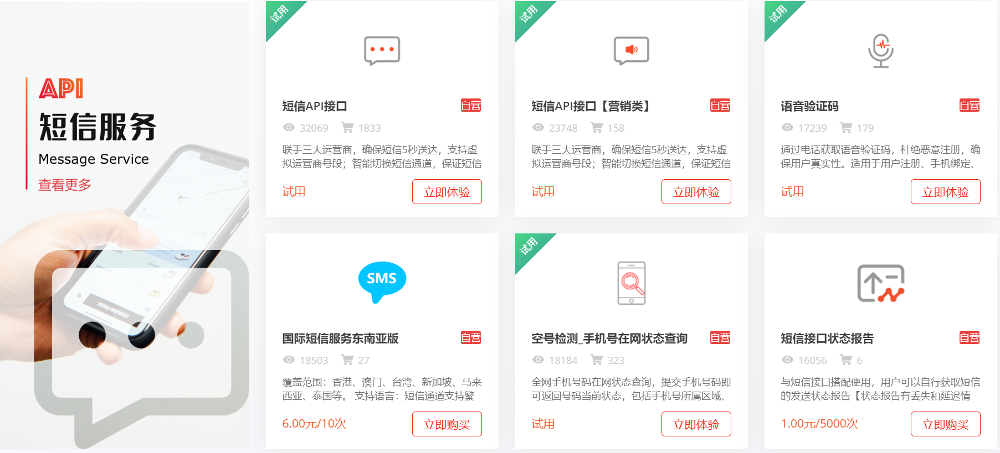 API
短信服务
Message Service
查看更多
试用
短信API接口
自营
32069 1833
联手三大运营商，确保短信5秒送达，支持虚
拟运营商号段；智能切换短信通道，保证短信
试用
立即体验
试用
短信API接口【营销类】
自营
23748 158
联手三大运营商，确保短信5秒送达，支持虚
拟运营商号段；智能切换短信通道，保证短信
试用
立即体验
试用
语音验证码
自营
17239 179
通过电话获取语音验证码，杜绝恶意注册，确
保用户真实性。适用于用户注册、手机绑定、
试用
立即体验
SMS
国际短信服务东南亚版
自营
18503 27
覆盖范围：香港、澳门、台湾、新加坡、马来
西亚、泰国等。 支持语言：短信通道支持繁
6.00元/10次
立即购买
试用
空号检测_手机号在网状态查询
自营
18184 323
全网手机号码在网状态查询，提交手机号码即
可返回号码当前状态，包括手机号所属区域、
试用
立即体验
短信接口状态报告
自营
16056 6
与短信接口搭配使用，用户可以自行获取短信
的发送状态报告【状态报告有丢失和延迟情
1.00元/5000次
立即购买